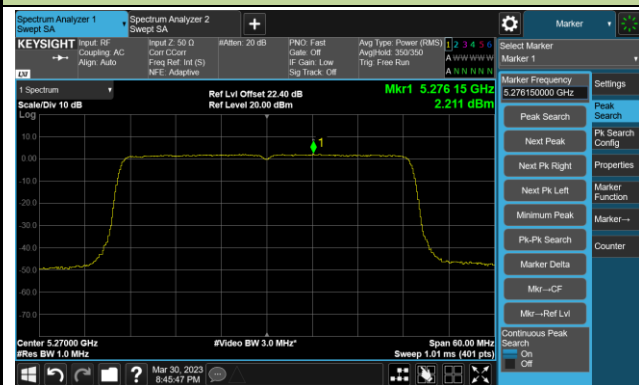 Spectrum Analyzer 1
Swept SA
Spectrum Analyzer 2
Swept SA
+
Marker
KEYSIGHT
Input: RF
Coupling: AC
Align: Auto
Input Z: 50 Ω
Corr CCorr
Freq Ref: Int (S)
NFE: Adaptive
#Atten: 20 dB
PNO: Fast
Gate: Off
IF Gain: Low
Sig Track: Off
Avg Type: Power (RMS)
Avg|Hold: 350/350
Trig: Free Run
1 2 3 4 5 6
A W W W W W
A N N N N N
LXI
Select Marker
Marker 1
1 Spectrum
Scale/Div 10 dB
Log
Ref Lvl Offset 22.40 dB
Ref Level 20.00 dBm
Mkr1 5.276 15 GHz
2.211 dBm
1
10.0
0.00
-10.0
-20.0
-30.0
-40.0
-50.0
-60.0
-70.0
Center 5.27000 GHz
#Res BW 1.0 MHz
#Video BW 3.0 MHz*
Span 60.00 MHz
Sweep 1.01 ms (401 pts)
Marker Frequency
5.276150000 GHz
Peak Search
Next Peak
Next Pk Right
Next Pk Left
Minimum Peak
Pk-Pk Search
Marker Delta
Mkr→CF
Mkr→Ref Lvl
Continuous Peak
Search
On
Off
Settings
Peak
Search
Pk Search
Config
Properties
Marker
Function
Marker→
Counter
?
Mar 30, 2023
8:45:47 PM